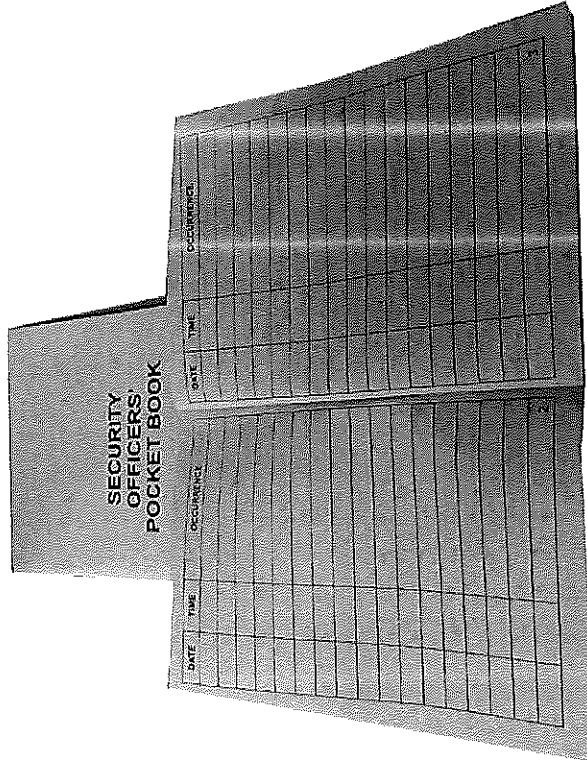 SECURITY
OFFICERS'
POCKET BOOK
DATE TIME OCCURRENCE
2
DATE TIME OCCURRENCE
3